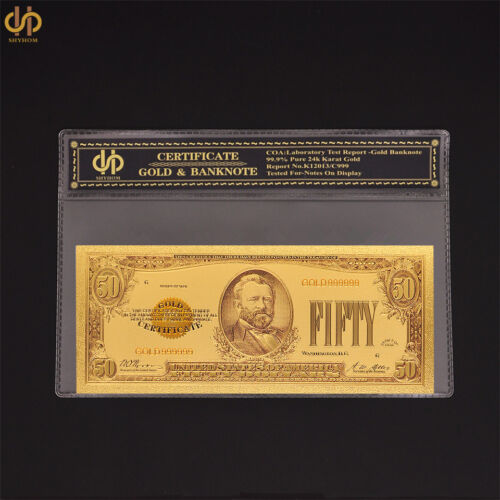 SHYHOM
SHYHOM
CERTIFICATE
GOLD & BANKNOTE
COA:Laboratory Test Report -Gold Banknote
99.9% Pure 24k Karat Gold
Report No.K12013/C999
Tested For-Notes On Display
50
50
G
GOLD999999
GOLD
CERTIFICATE
FIFTY
GOLD999999
WASHINGTON, D.C.
G
50
UNITED STATES OF AMERICA
50